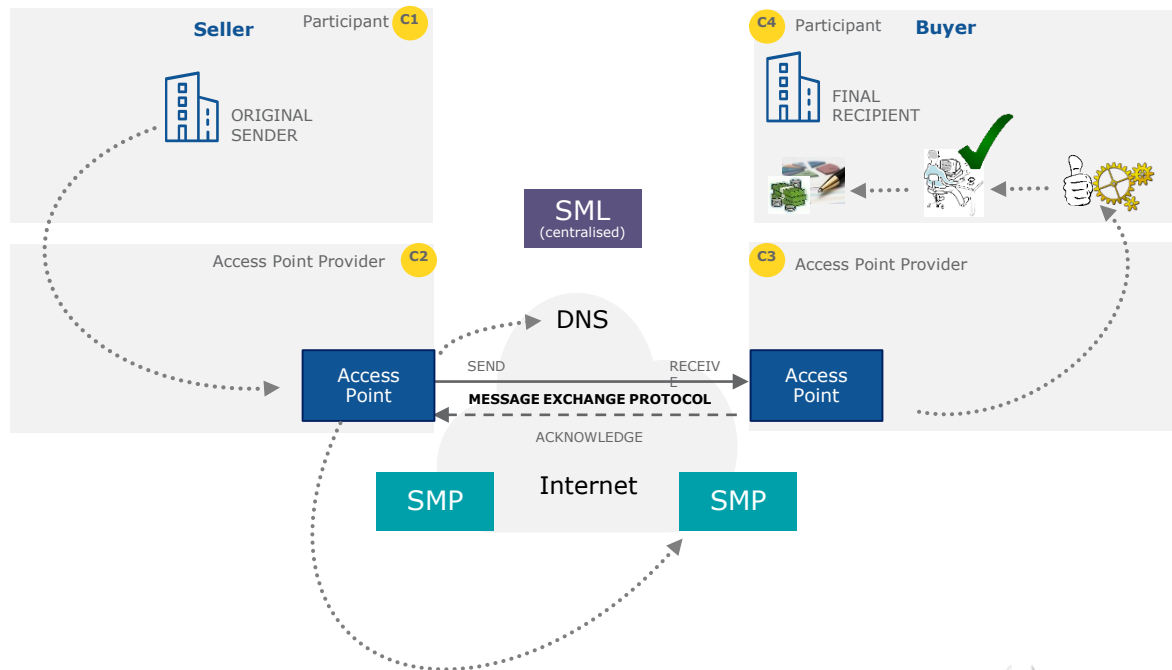 Seller
Participant
C1
ORIGINAL
SENDER
C4
Participant
Buyer
FINAL
RECIPIENT
SML
(centralised)
Access Point Provider
C2
C3
Access Point Provider
DNS
Access
Point
SEND
RECEIV
E
MESSAGE EXCHANGE PROTOCOL
ACKNOWLEDGE
Access
Point
Internet
SMP
SMP